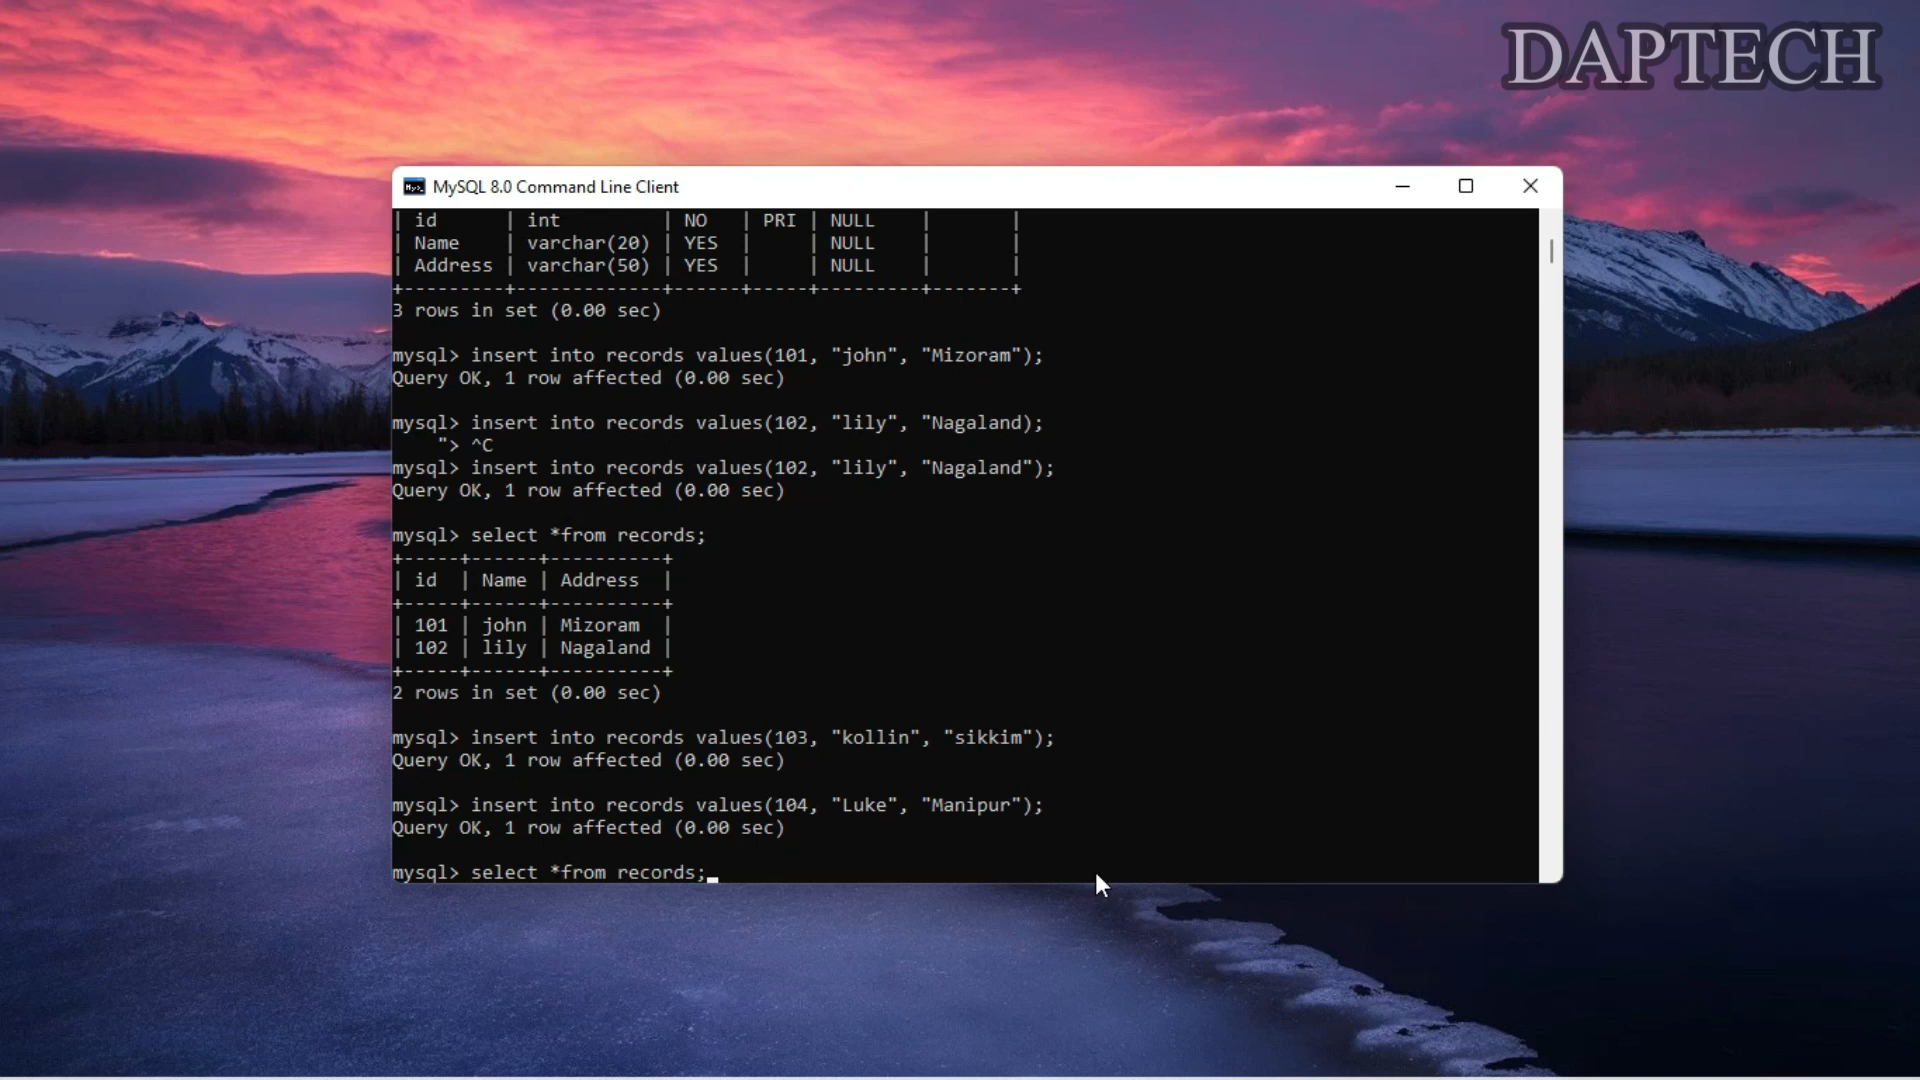 DAPTECH
MySQL 8.0 Command Line Client
| id      | int         | NO   | PRI | NULL    |       |
| Name    | varchar(20) | YES  |     | NULL    |       |
| Address | varchar(50) | YES  |     | NULL    |       |
+---------+-------------+------+-----+---------+-------+
3 rows in set (0.00 sec)
mysql> insert into records values(101, "john", "Mizoram");
Query OK, 1 row affected (0.00 sec)
mysql> insert into records values(102, "lily", "Nagaland);
    "> ^C
mysql> insert into records values(102, "lily", "Nagaland");
Query OK, 1 row affected (0.00 sec)
mysql> select *from records;
+-----+------+----------+
| id  | Name | Address  |
+-----+------+----------+
| 101 | john | Mizoram  |
| 102 | lily | Nagaland |
+-----+------+----------+
2 rows in set (0.00 sec)
mysql> insert into records values(103, "kollin", "sikkim");
Query OK, 1 row affected (0.00 sec)
mysql> insert into records values(104, "Luke", "Manipur");
Query OK, 1 row affected (0.00 sec)
mysql> select *from records;